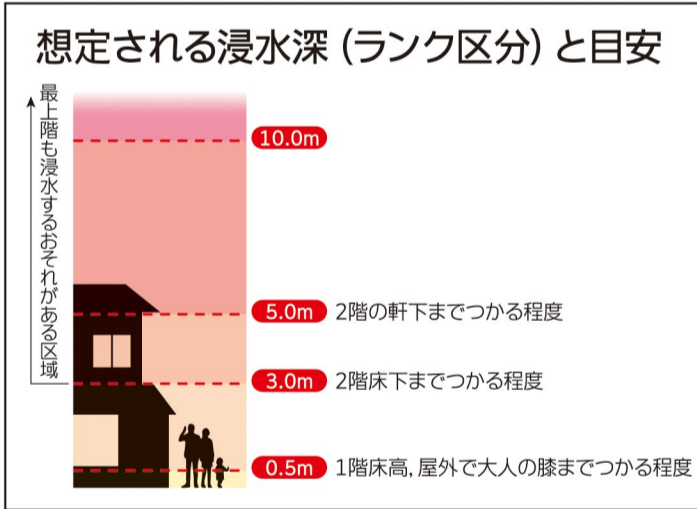 想定される浸水深（ランク区分）と目安
最上階も浸水するおそれがある区域
10.0m
5.0m 2階の軒下までつかる程度
3.0m 2階床下までつかる程度
0.5m 1階床高,屋外で大人の膝までつかる程度